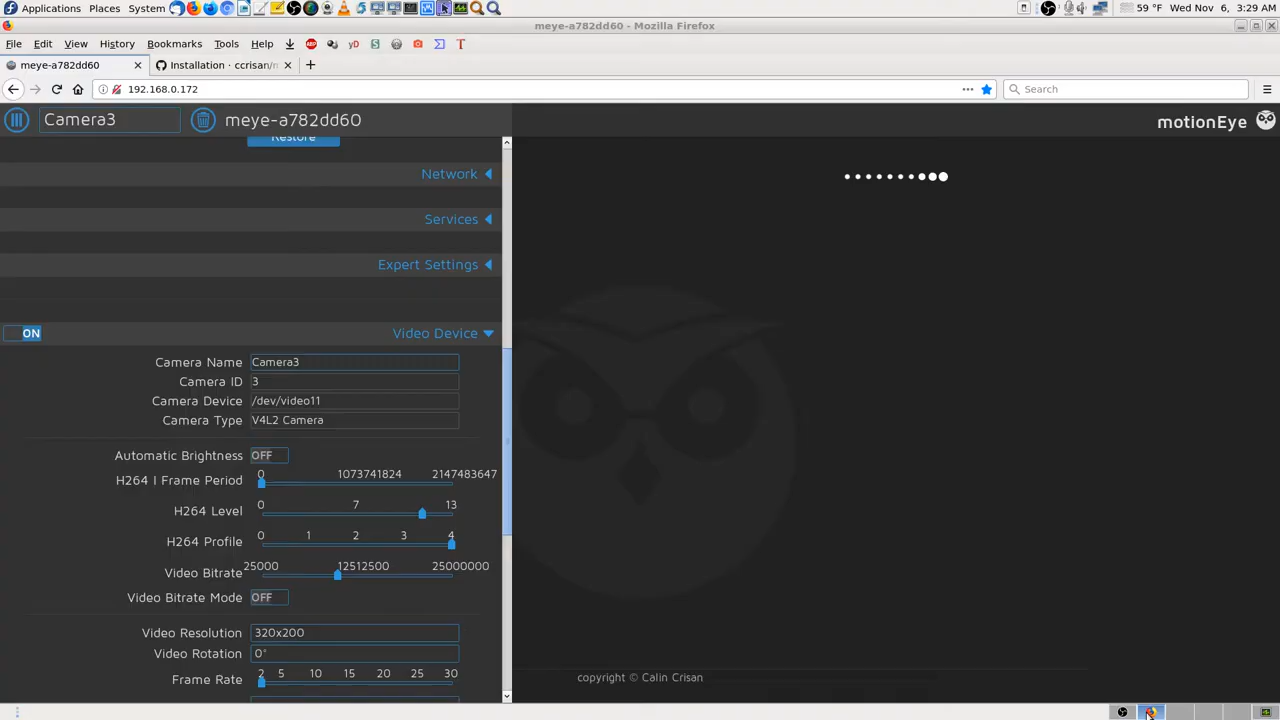 Applications Places System 59 °F Wed Nov 6, 3:29 AM
meye-a782dd60 - Mozilla Firefox
File Edit View History Bookmarks Tools Help ABP yD S T
meye-a782dd60 × Installation · ccrisan/m × +
192.168.0.172 Search
Camera3 meye-a782dd60 motionEye
Restore
Network
Services
Expert Settings
ON Video Device
Camera Name Camera3
Camera ID 3
Camera Device /dev/video11
Camera Type V4L2 Camera
Automatic Brightness OFF
0 1073741824 2147483647
H264 I Frame Period
0 7 13
H264 Level
0 1 2 3 4
H264 Profile
25000 12512500 25000000
Video Bitrate
Video Bitrate Mode OFF
Video Resolution 320x200
Video Rotation 0°
2 5 10 15 20 25 30
Frame Rate
copyright © Calin Crisan